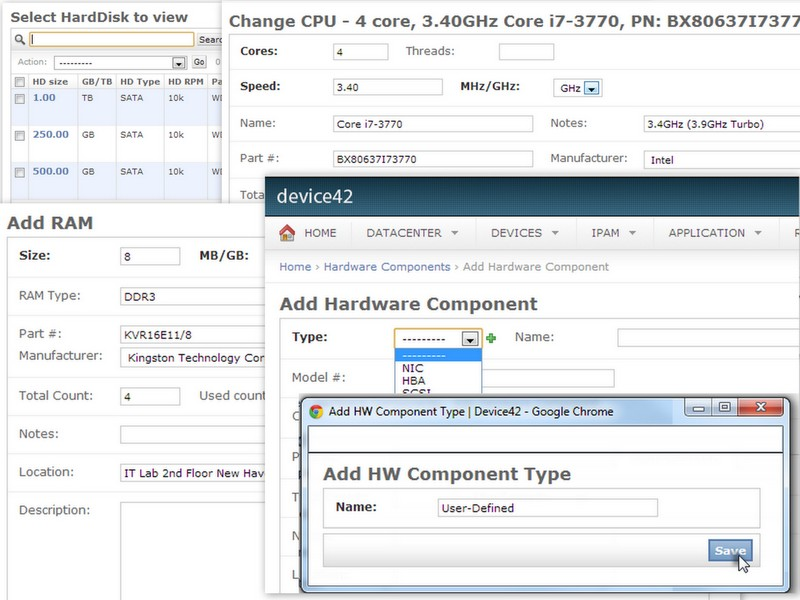 Select HardDisk to view
Searc
Action: --------- Go 0
HD size GB/TB HD Type HD RPM Pa
1.00 TB SATA 10k WD
250.00 GB SATA 10k WD
500.00 GB SATA 10k WD
Change CPU - 4 core, 3.40GHz Core i7-3770, PN: BX80637I3777
Cores: 4 Threads:
Speed: 3.40 MHz/GHz: GHz
Name: Core i7-3770 Notes: 3.4GHz (3.9GHz Turbo)
Part #: BX80637I73770 Manufacturer: Intel
Tota
Add RAM
Size: 8 MB/GB:
RAM Type: DDR3
Part #: KVR16E11/8
Manufacturer: Kingston Technology Cor
Total Count: 4 Used count
Notes:
Location: IT Lab 2nd Floor New Hav
Description:
device42
HOME DATACENTER DEVICES IPAM APPLICATION R
Home › Hardware Components › Add Hardware Component
Add Hardware Component
Type: --------- Name:
---------
NIC
Model #:
HBA
SCSI
Add HW Component Type | Device42 - Google Chrome
Add HW Component Type
Name: User-Defined
Save